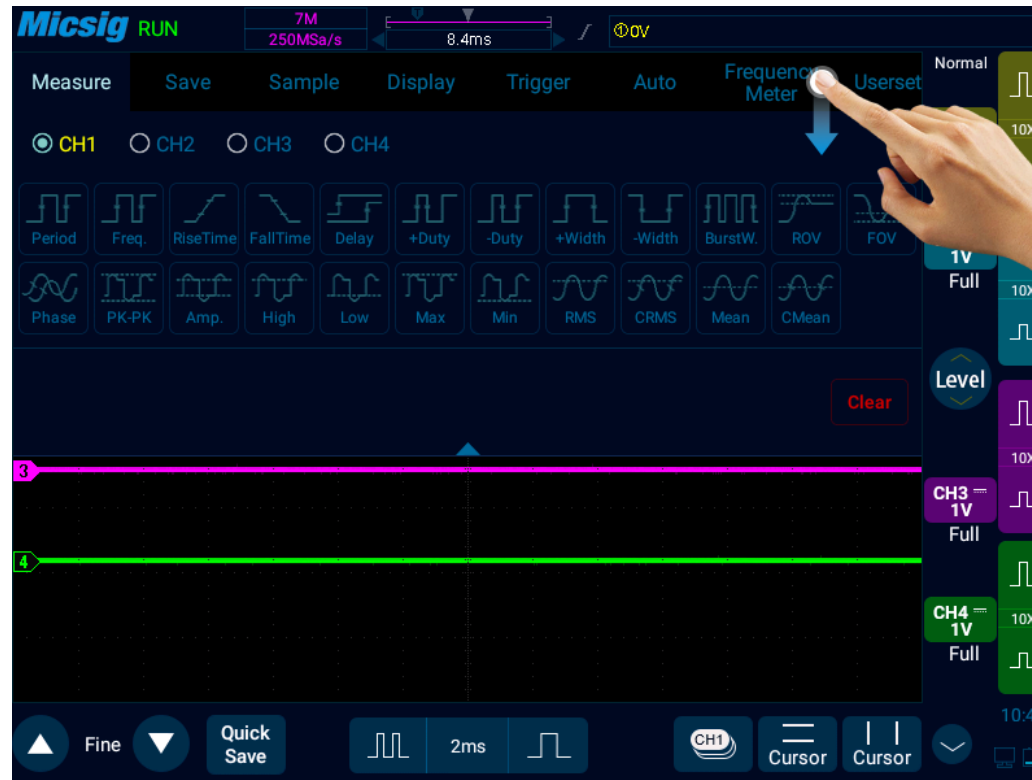 Micsig RUN
7M
250MSa/s
T
8.4ms
①0V
Measure
Save
Sample
Display
Trigger
Auto
Frequency
Meter
Userset
Normal
CH1
CH2
CH3
CH4
10X
Period
Freq.
RiseTime
FallTime
Delay
+Duty
-Duty
+Width
-Width
BurstW.
ROV
FOV
1V
Full
10X
Phase
PK-PK
Amp.
High
Low
Max
Min
RMS
CRMS
Mean
CMean
Level
Clear
3
10X
CH3
1V
Full
4
CH4
1V
Full
10X
Fine
Quick
Save
2ms
CH1
Cursor
Cursor
10:4